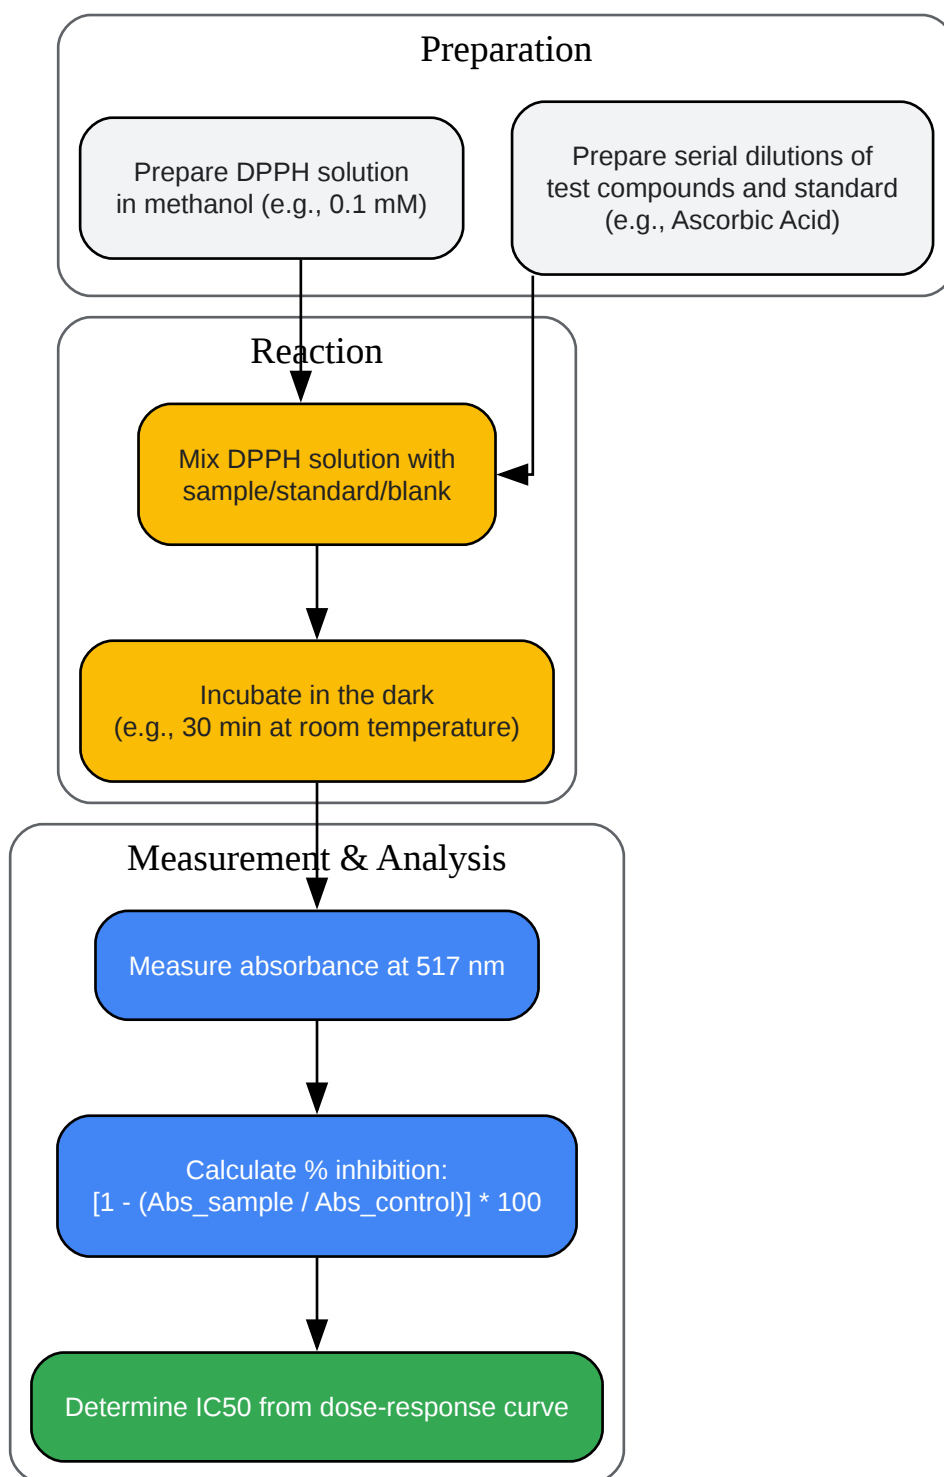 Preparation
Prepare DPPH solution
in methanol (e.g., 0.1 mM)
Prepare serial dilutions of
test compounds and standard
(e.g., Ascorbic Acid)
Reaction
Mix DPPH solution with
sample/standard/blank
Incubate in the dark
(e.g., 30 min at room temperature)
Measurement & Analysis
Measure absorbance at 517 nm
Calculate % inhibition:
[1 - (Abs_sample / Abs_control)] * 100
Determine IC50 from dose-response curve